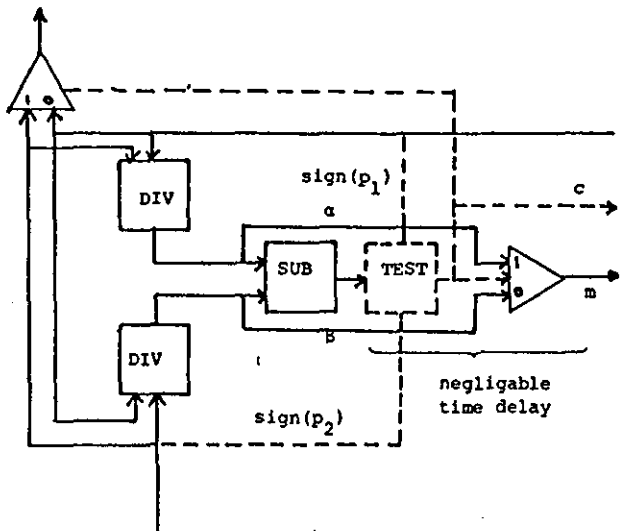 1 0
sign(p1)
c
DIV
α
SUB
TEST
1
0
m
β
DIV
negligable
time delay
sign(p2)